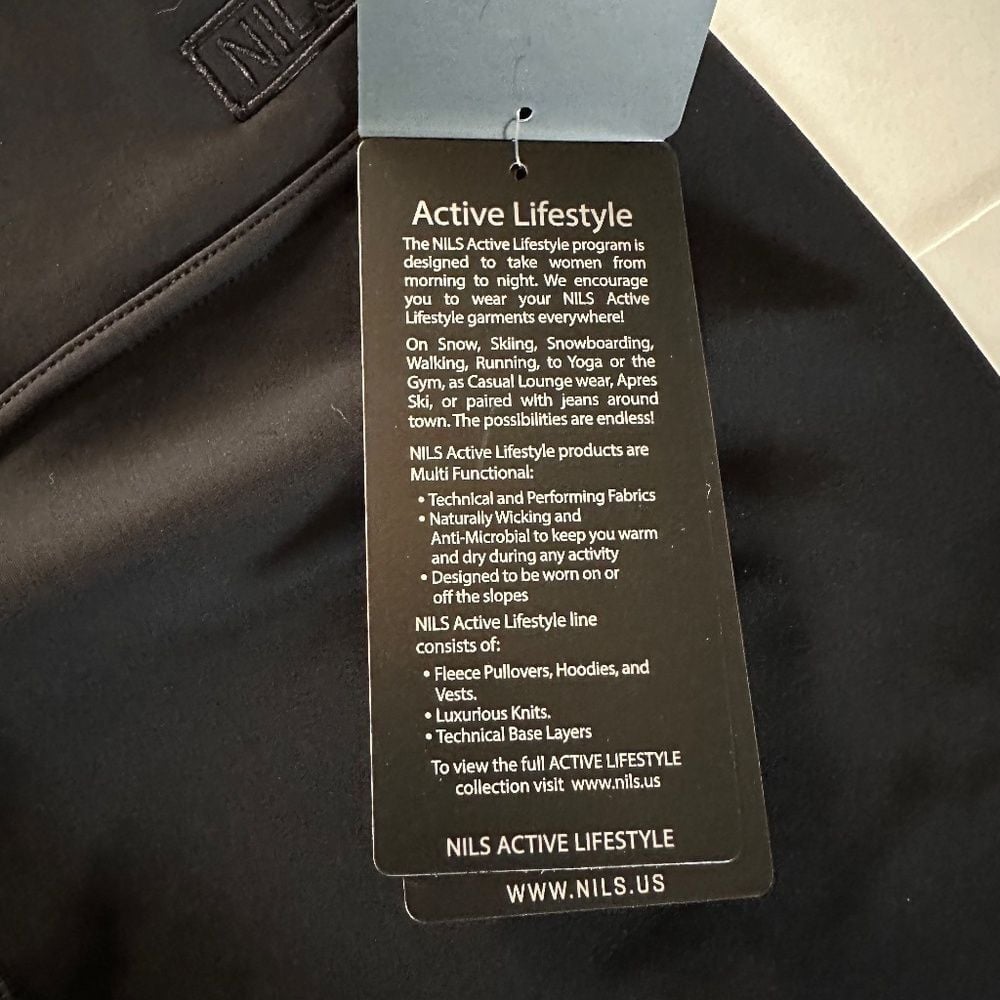 NILS
Active Lifestyle
The NILS Active Lifestyle program is
designed to take women from
morning to night. We encourage
you to wear your NILS Active
Lifestyle garments everywhere!
On Snow, Skiing, Snowboarding,
Walking, Running, to Yoga or the
Gym, as Casual Lounge wear, Apres
Ski, or paired with jeans around
town. The possibilities are endless!
NILS Active Lifestyle products are
Multi Functional:
• Technical and Performing Fabrics
• Naturally Wicking and
Anti-Microbial to keep you warm
and dry during any activity
• Designed to be worn on or
off the slopes
NILS Active Lifestyle line
consists of:
• Fleece Pullovers, Hoodies, and
Vests.
• Luxurious Knits.
• Technical Base Layers
To view the full ACTIVE LIFESTYLE
collection visit www.nils.us
NILS ACTIVE LIFESTYLE
WWW.NILS.US